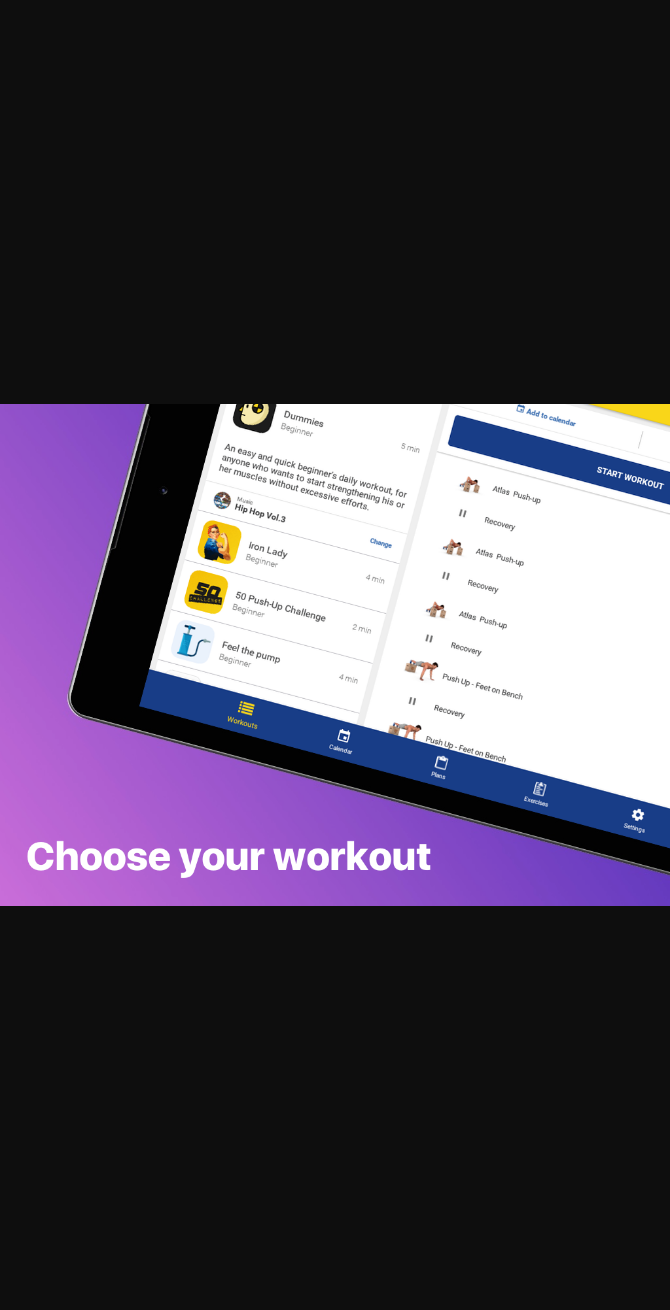 Dummies
Beginner
5 min
An easy and quick beginner's daily workout, for
anyone who wants to start strengthening his or
her muscles without excessive efforts.
Music
Hip Hop Vol.3
Change
Iron Lady
Beginner
4 min
50
CHALLENGE
50 Push-Up Challenge
Beginner
2 min
Feel the pump
Beginner
4 min
Add to calendar
START WORKOUT
Atlas Push-up
Recovery
Atlas Push-up
Recovery
Atlas Push-up
Recovery
Push Up - Feet on Bench
Recovery
Push Up - Feet on Bench
Workouts
Calendar
Plans
Exercises
Settings
Choose your workout